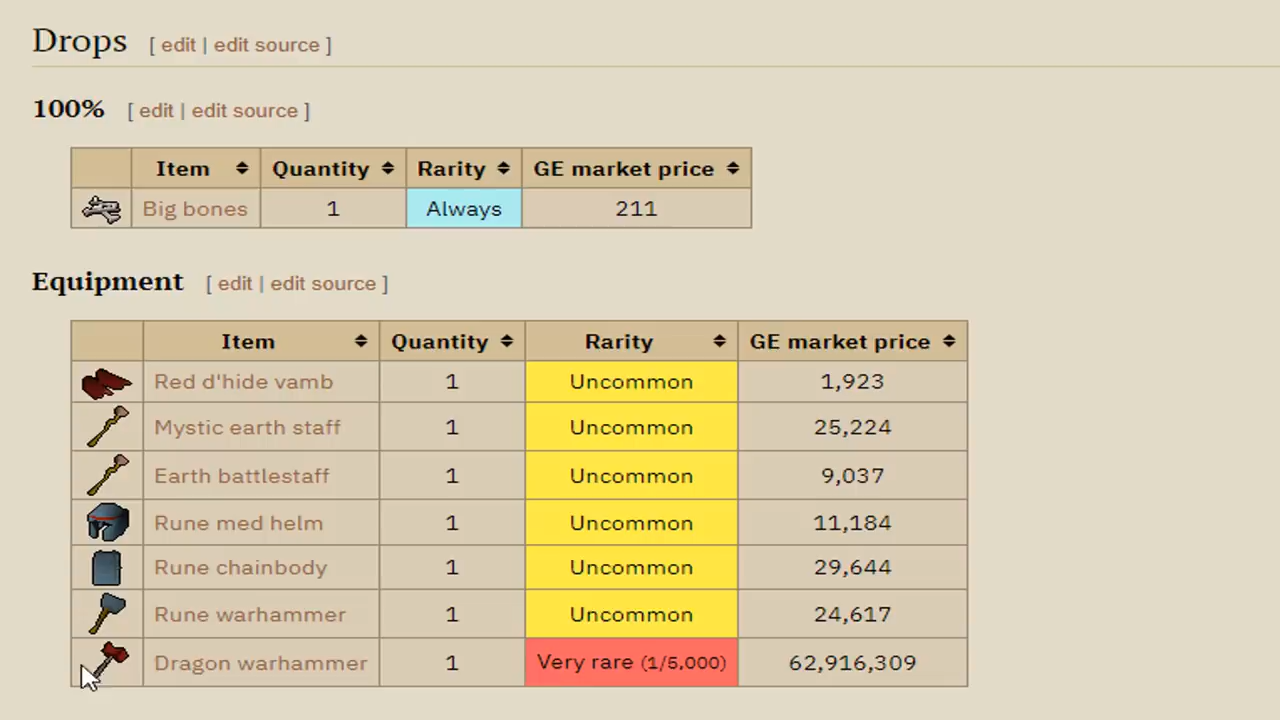 Drops [ edit | edit source ]
100% [ edit | edit source ]
Item Quantity Rarity GE market price
Big bones 1 Always 211
Equipment [ edit | edit source ]
Item Quantity Rarity GE market price
Red d'hide vamb 1 Uncommon 1,923
Mystic earth staff 1 Uncommon 25,224
Earth battlestaff 1 Uncommon 9,037
Rune med helm 1 Uncommon 11,184
Rune chainbody 1 Uncommon 29,644
Rune warhammer 1 Uncommon 24,617
Dragon warhammer 1 Very rare (1/5,000) 62,916,309